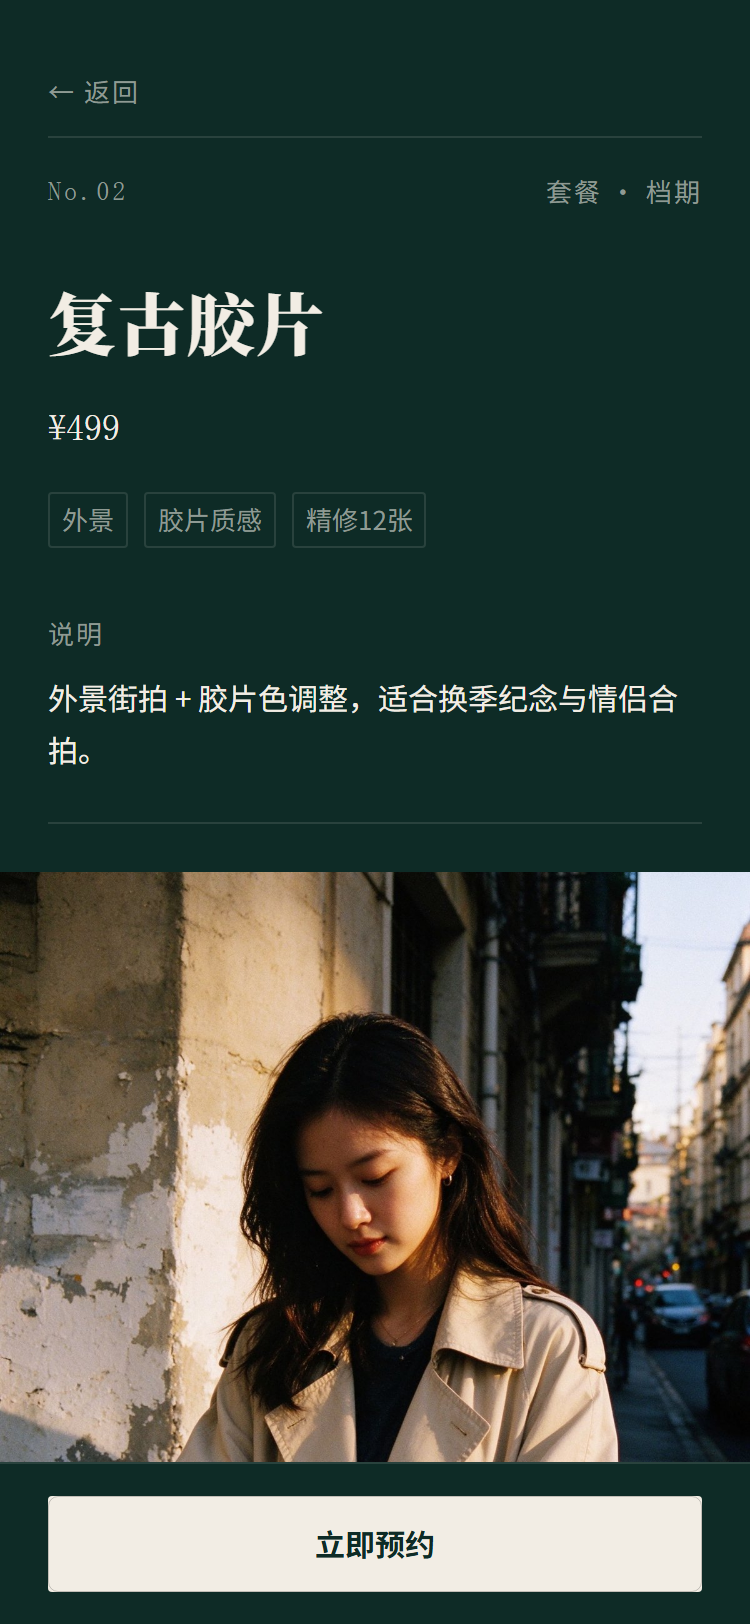 ← 返回
No.02
套餐 · 档期
复古胶片
¥499
外景
胶片质感
精修12张
说明
外景街拍 + 胶片色调整，适合换季纪念与情侣合
拍。
立即预约